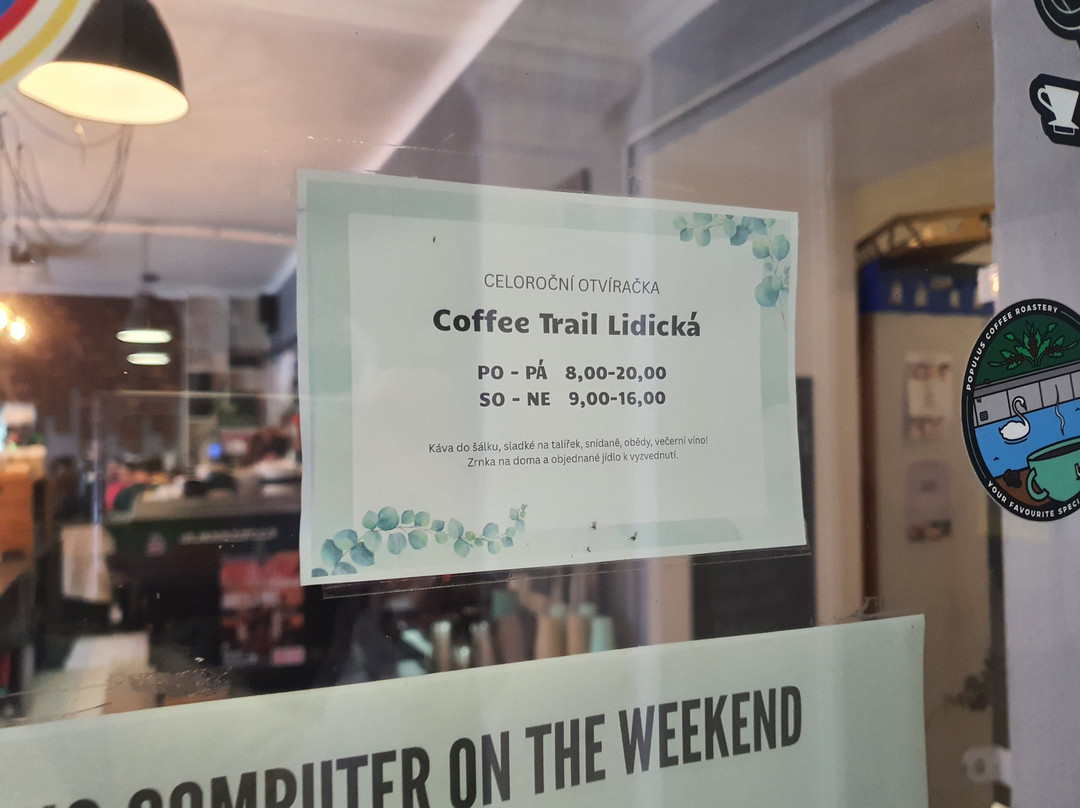 CELOROČNÍ OTVÍRAČKA
Coffee Trail Lidická
PO - PÁ 8,00-20,00
SO - NE 9,00-16,00
Káva do šálku, sladké na talířek, snídaně, obědy, večerní víno!
Zrnka na doma a objednané jídlo k vyzvednutí.
POPULUS COFFEE ROASTERY
YOUR FAVOURITE
COMPUTER ON THE WEEKEND